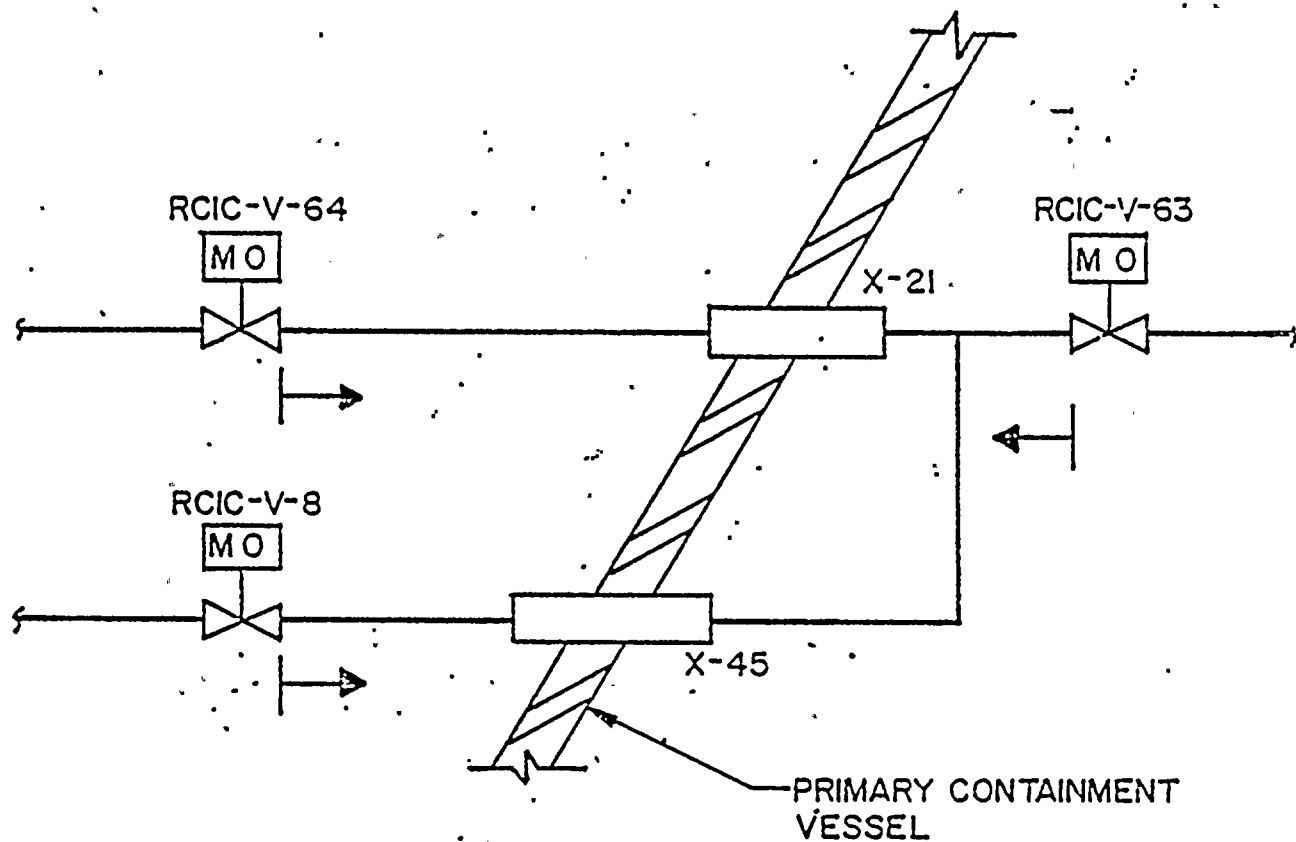 RCIC-V-64
MO
RCIC-V-63
MO
X-21
RCIC-V-8
MO
X-45
PRIMARY CONTAINMENT
VESSEL